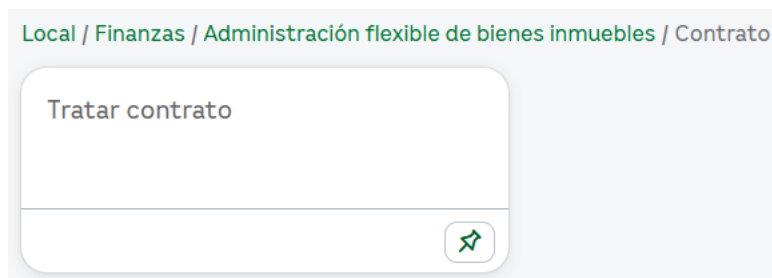 Local / Finanzas / Administración flexible de bienes inmuebles / Contrato
Tratar contrato